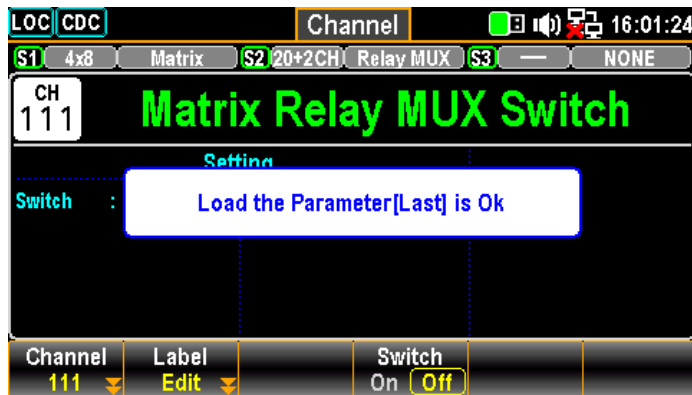 LOC CDC Channel 16:01:24
S1 4x8 Matrix S2 20+2CH Relay MUX S3 — NONE
CH
111
Matrix Relay MUX Switch
Setting
Switch :
Load the Parameter[Last] is Ok
Channel Label Switch
111 Edit On Off